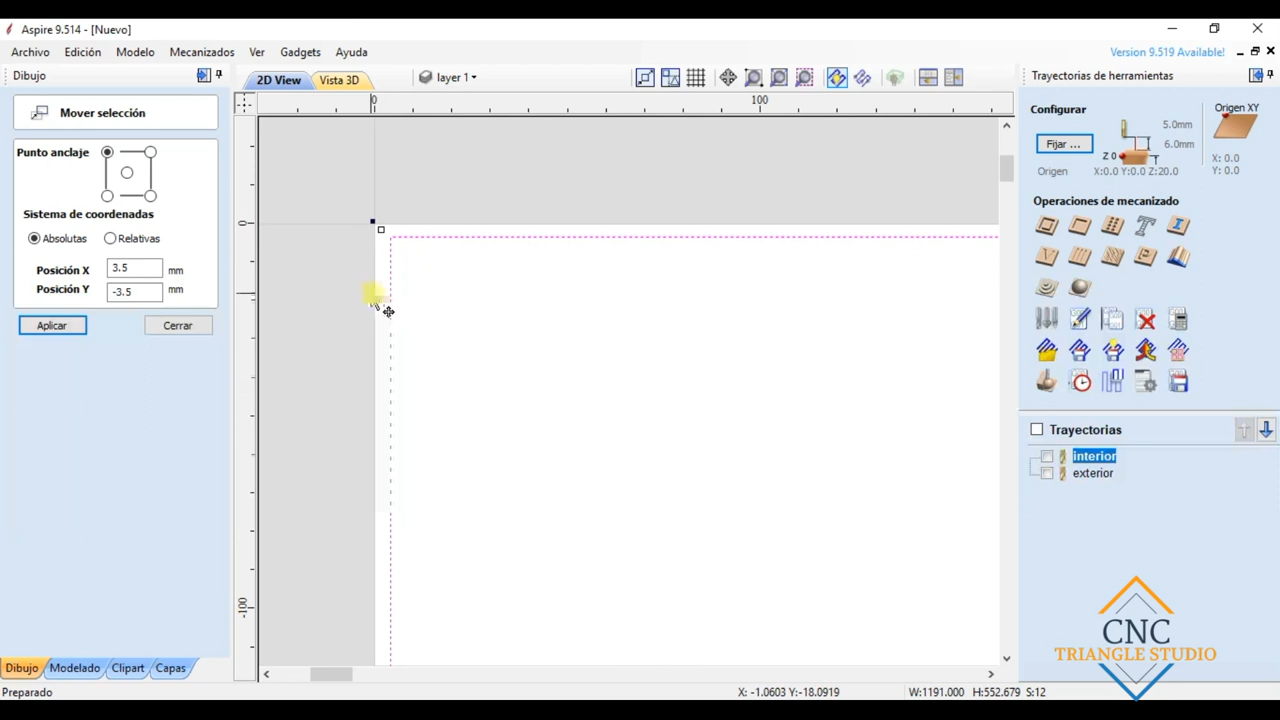 Aspire 9.514 - [Nuevo]
Archivo Edición Modelo Mecanizados Ver Gadgets Ayuda
Version 9.519 Available!
Dibujo
2D View Vista 3D
layer 1
Trayectorias de herramientas
0 100
Mover selección
Configurar
Origen XY
5.0mm
Fijar ...
6.0mm
Punto anclaje
Z 0
X: 0.0
Origen X:0.0 Y:0.0 Z:20.0
Y: 0.0
Operaciones de mecanizado
Sistema de coordenadas
0
Absolutas Relativas
Posición X 3.5 mm
Posición Y -3.5 mm
Aplicar Cerrar
Trayectorias
interior
exterior
-100
CNC
TRIANGLE STUDIO
Dibujo Modelado Clipart Capas
Preparado
X: -1.0603 Y:-18.0919
W:1191.000 H:552.679 S:12